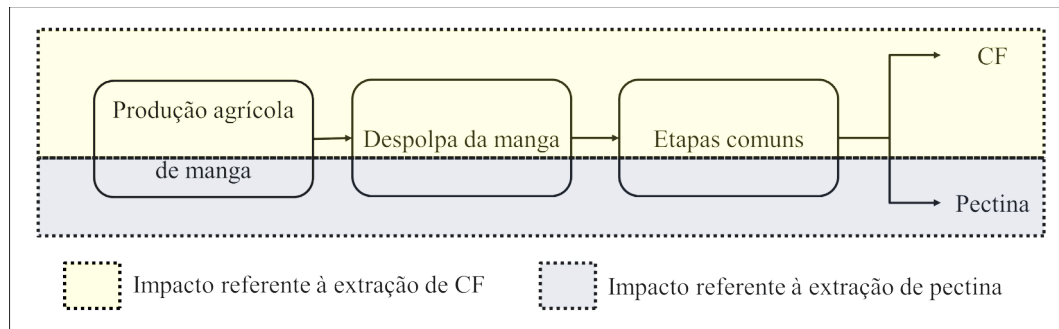 CF
Produção agrícola
de manga
Despolpa da manga
Etapas comuns
Pectina
Impacto referente à extração de CF
Impacto referente à extração de pectina